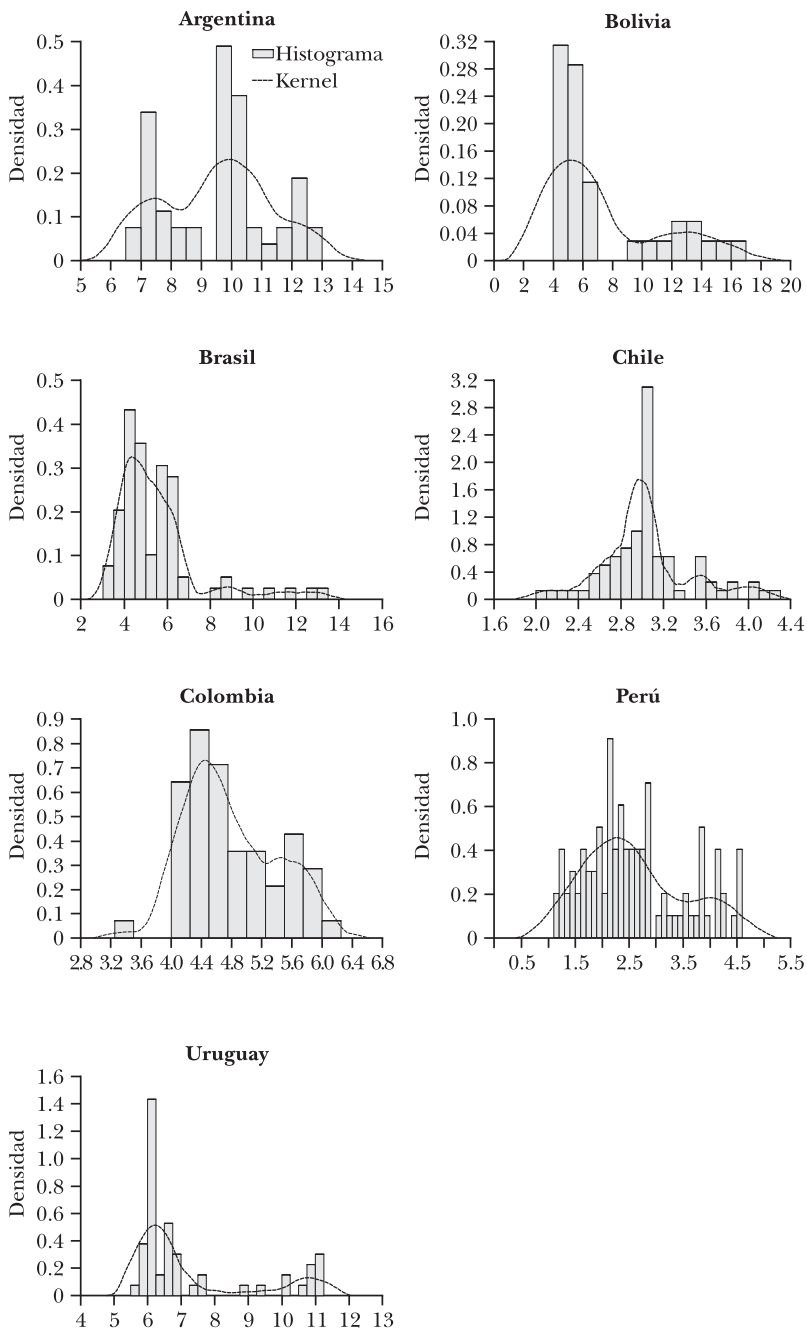 Argentina
Densidad
0.5
0.4
0.3
0.2
0.1
0
Histograma
Kernel
5 6 7 8 9 10 11 12 13 14 15
Bolivia
Densidad
0.32
0.28
0.24
0.20
0.16
0.12
0.08
0.04
0
0 2 4 6 8 10 12 14 16 18 20
Brasil
Densidad
0.5
0.4
0.3
0.2
0.1
0
2 4 6 8 10 12 14 16
Chile
Densidad
3.2
2.8
2.4
2.0
1.6
1.2
0.8
0.4
0
1.6 2.0 2.4 2.8 3.2 3.6 4.0 4.4
Colombia
Densidad
0.9
0.8
0.7
0.6
0.5
0.4
0.3
0.2
0.1
0
2.8 3.2 3.6 4.0 4.4 4.8 5.2 5.6 6.0 6.4 6.8
Perú
Densidad
1.0
0.8
0.6
0.4
0.2
0
0.5 1.5 2.5 3.5 4.5 5.5
Uruguay
Densidad
1.6
1.4
1.2
1.0
0.8
0.6
0.4
0.2
0
4 5 6 7 8 9 10 11 12 13